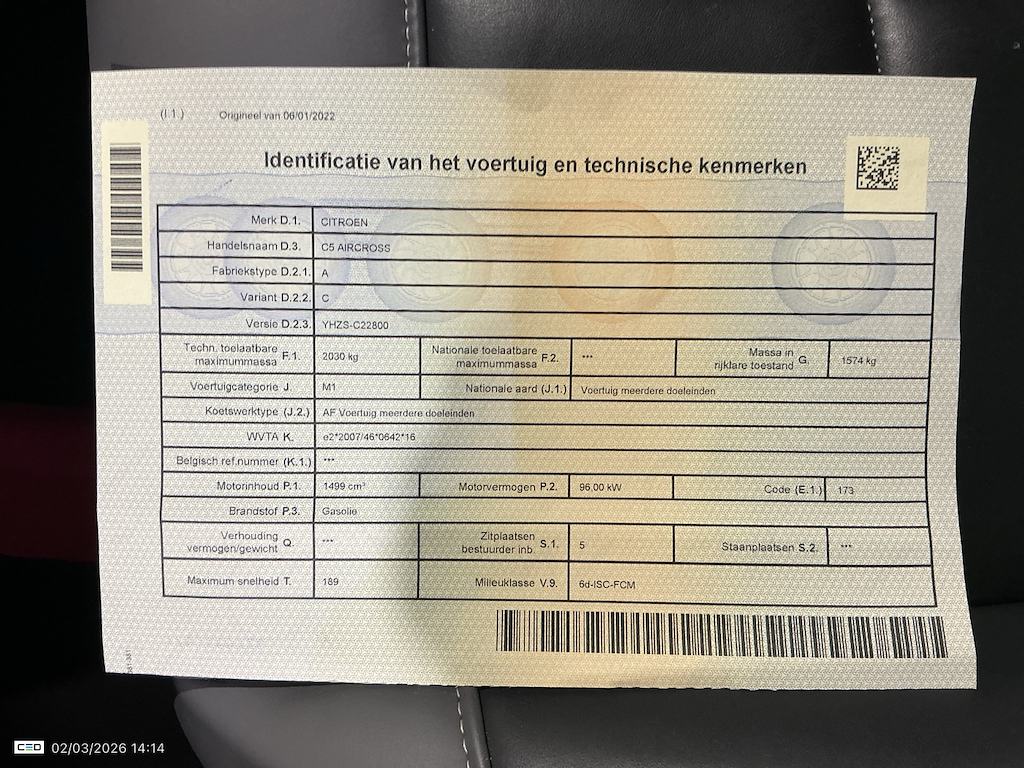 (I.1.) Origineel van 06/01/2022
Identificatie van het voertuig en technische kenmerken
Merk D.1. CITROEN
Handelsnaam D.3. C5 AIRCROSS
Fabriekstype D.2.1. A
Variant D.2.2. C
Versie D.2.3. YHZS-C22800
Techn. toelaatbare maximummassa F.1. 2030 kg Nationale toelaatbare maximummassa F.2. *** Massa in rijklare toestand G. 1574 kg
Voertuigcategorie J. M1 Nationale aard (J.1.) Voertuig meerdere doeleinden
Koetswerktype (J.2.) AF Voertuig meerdere doeleinden
WVTA K. e2*2007/46*0642*16
Belgisch ref.nummer (K.1.) ***
Motorinhoud P.1. 1499 cm³ Motorvermogen P.2. 96,00 kW Code (E.1.) 173
Brandstof P.3. Gasolie
Verhouding vermogen/gewicht Q. *** Zitplaatsen bestuurder inb. S.1. 5 Staanplaatsen S.2. ***
Maximum snelheid T. 189 Milieuklasse V.9. 6d-ISC-FCM
CEO 02/03/2026 14:14